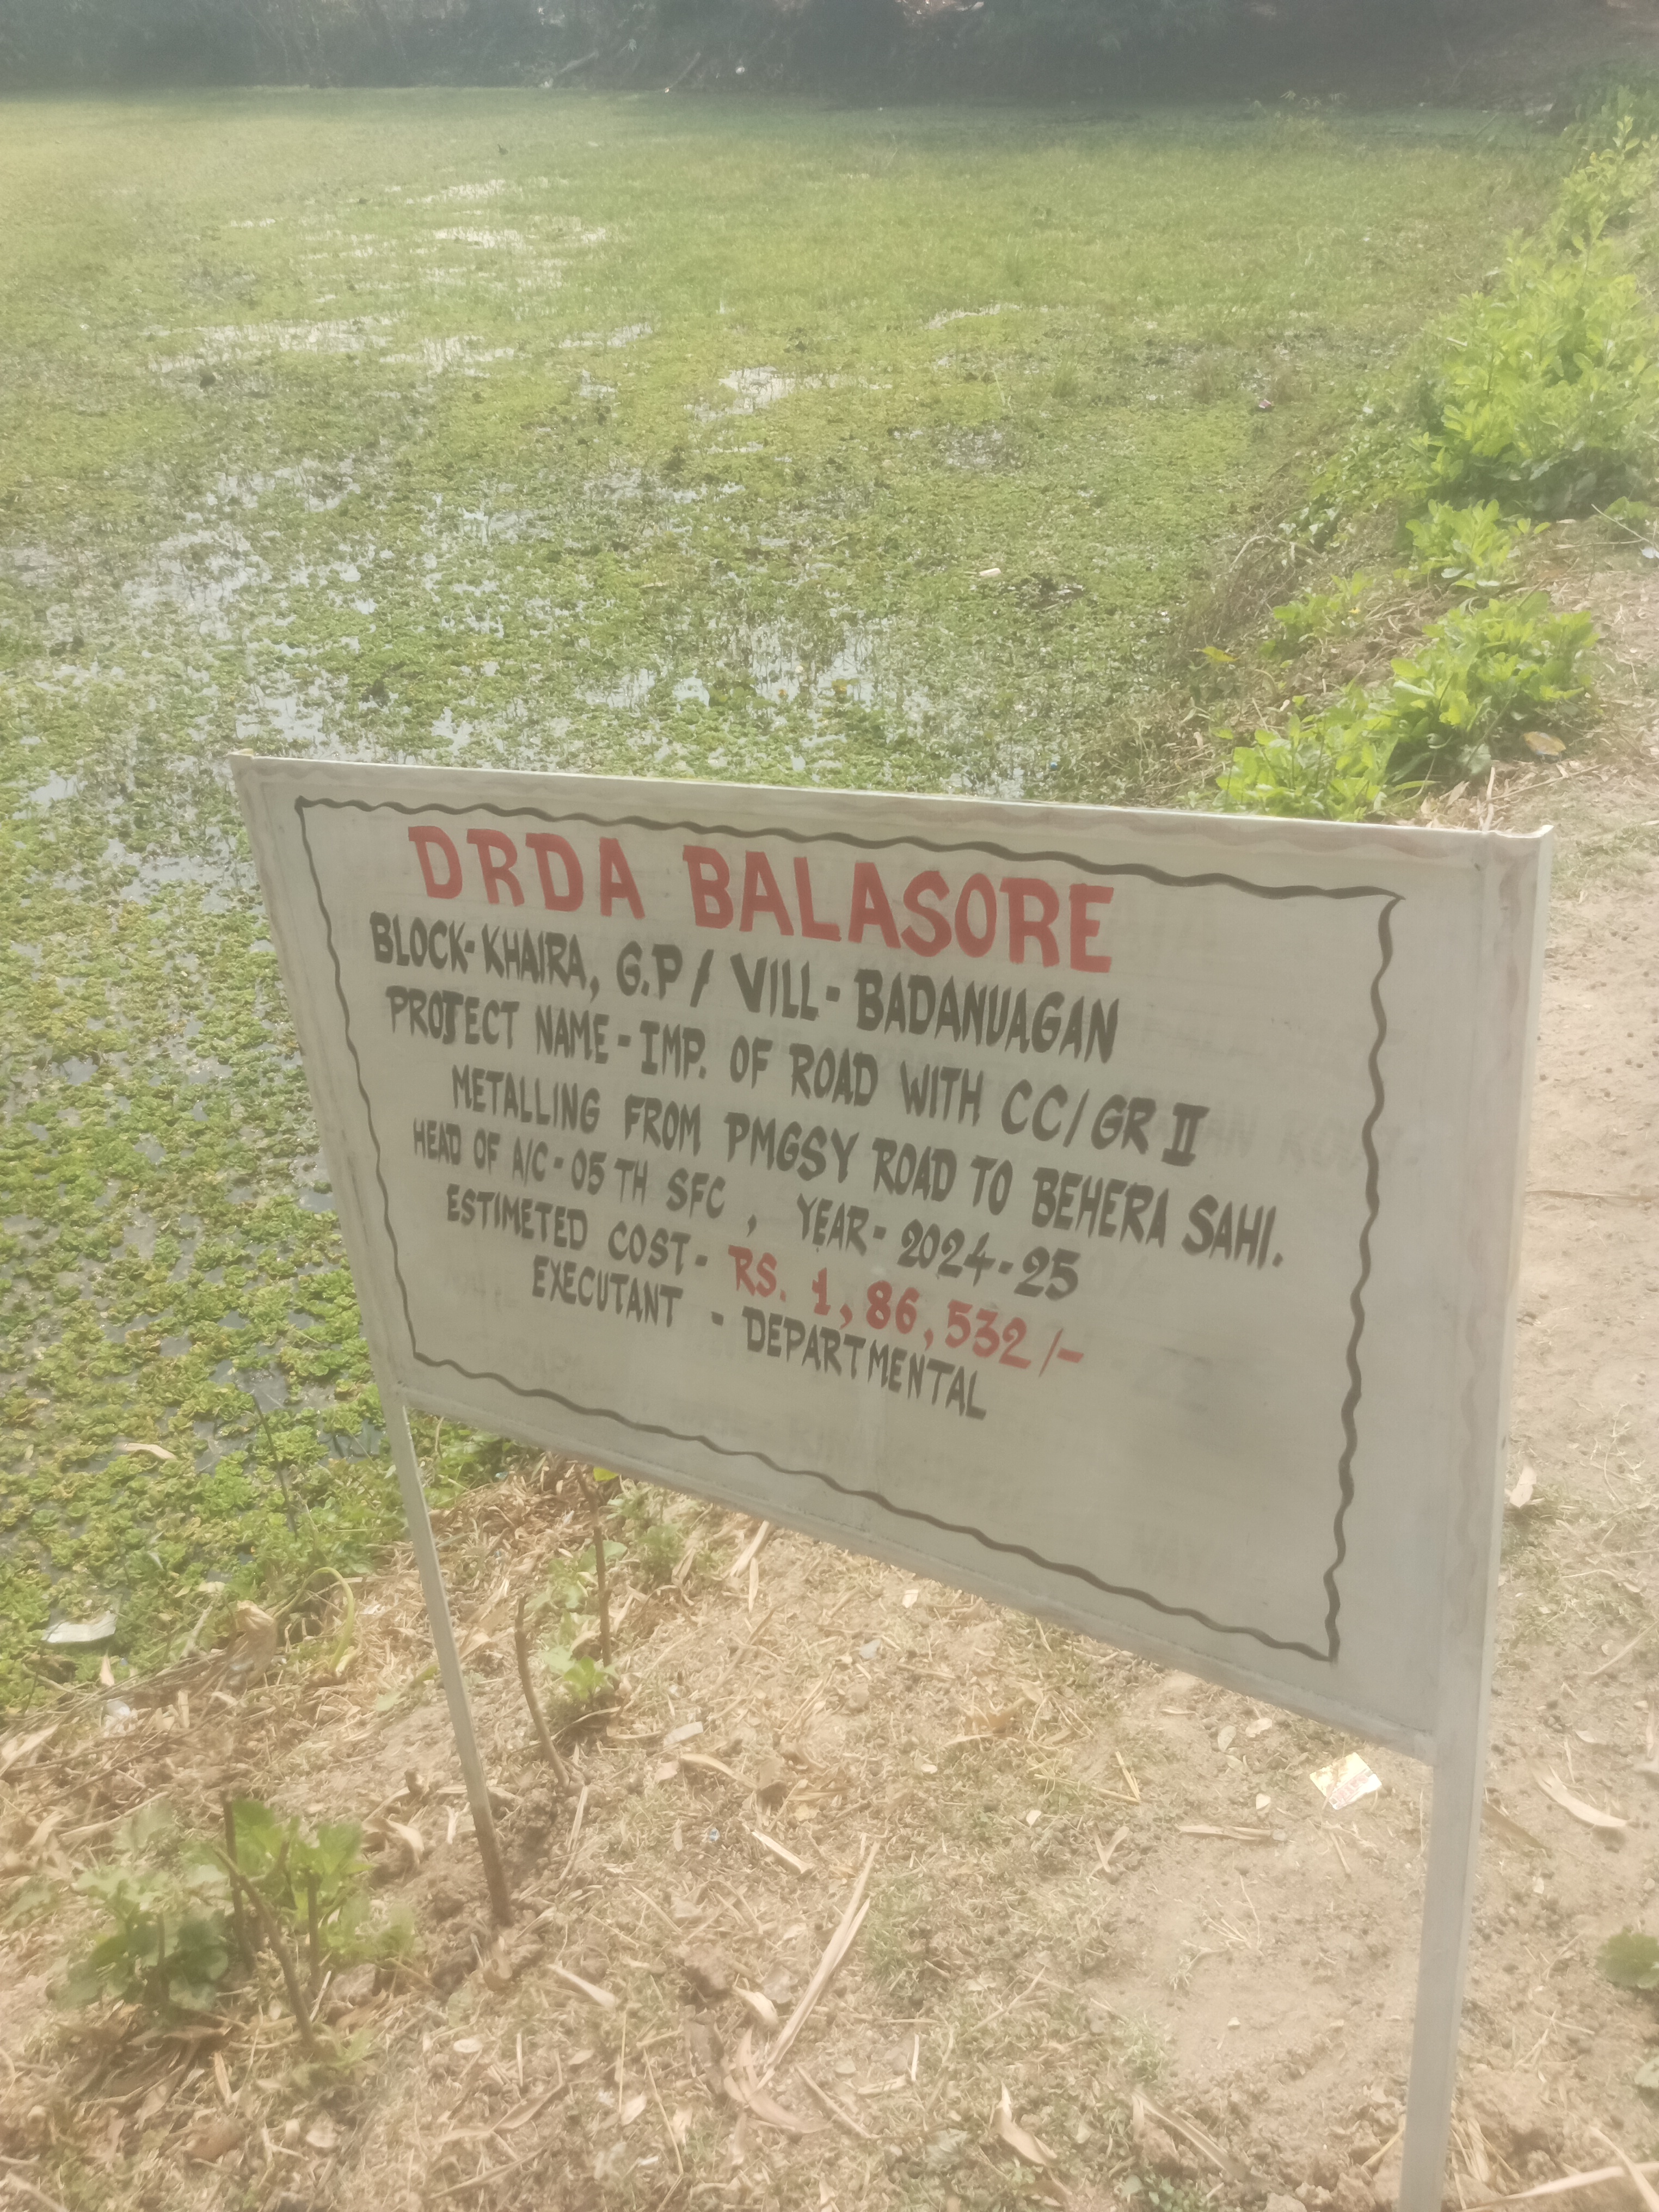 DRDA BALASORE
BLOCK-KHAIRA, G.P / VILL - BADANUAGAN
PROJECT NAME - IMP. OF ROAD WITH CC/GR II
METALLING FROM PMGSY ROAD TO BEHERA SAHI.
HEAD OF A/C - 05 TH SFC , YEAR - 2024-25
ESTIMETED COST - RS. 1,86,532/-
EXECUTANT - DEPARTMENTAL